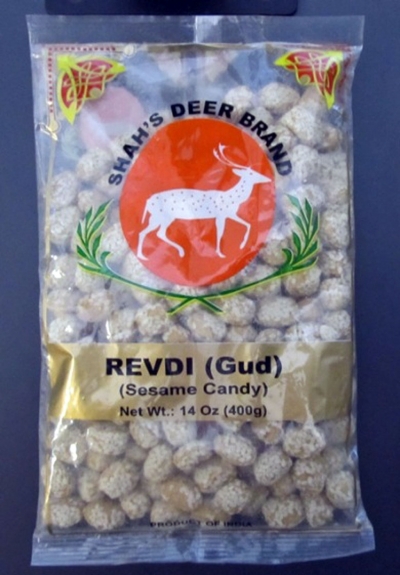 SHAH'S DEER BRAND
REVDI (Gud)
(Sesame Candy)
Net Wt.: 14 Oz (400g)
PRODUCT OF INDIA